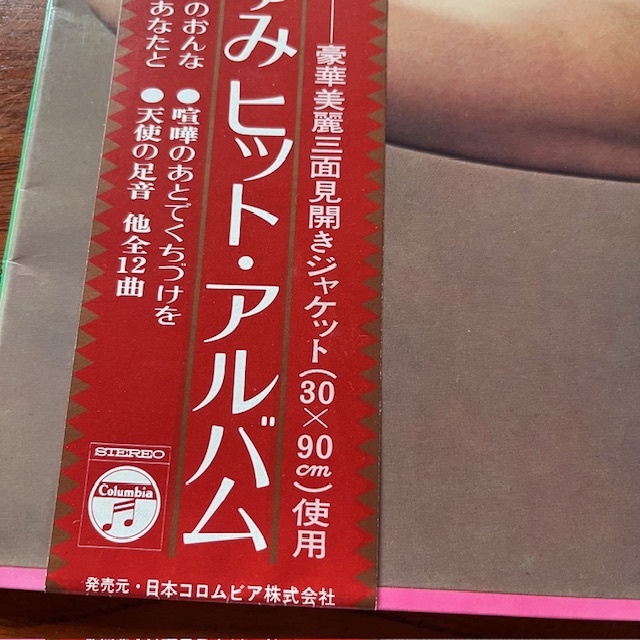 豪華美麗三面見開きジャケット(30×90cm)使用
みヒット・アルバム
のおんな
あなたと
●喧嘩のあとでくちづけを
●天使の足音 他全12曲
STEREO
Columbia
発売元・日本コロムビア株式会社